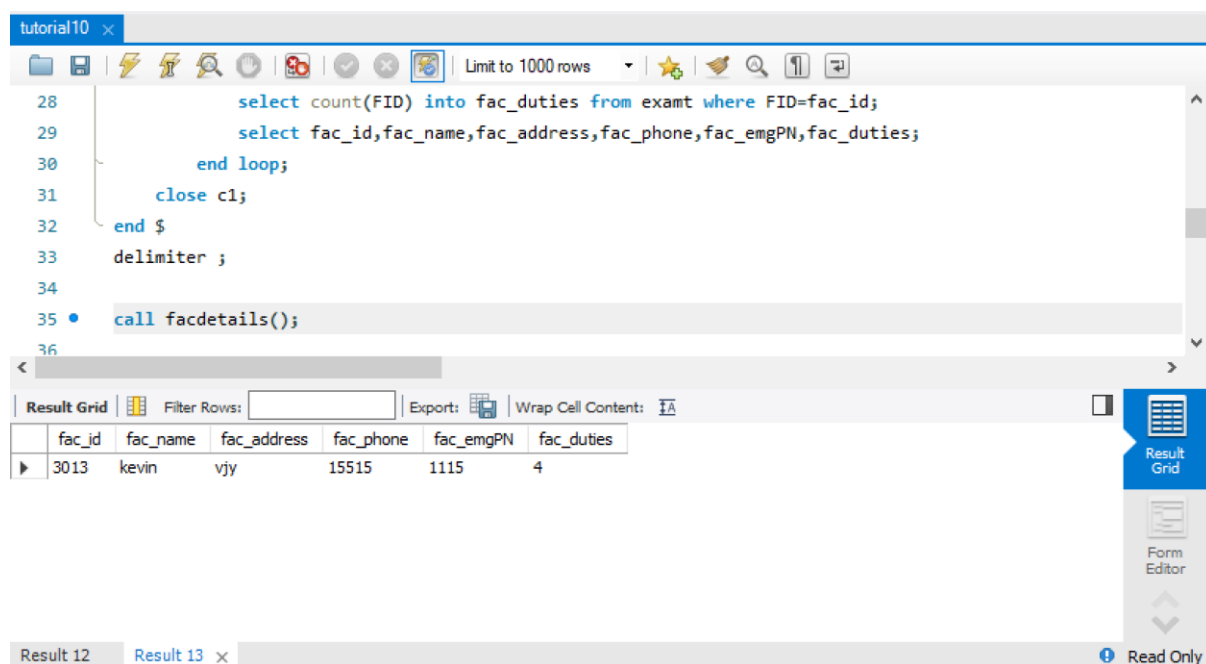 tutorial10
Limit to 1000 rows
28 select count(FID) into fac_duties from examt where FID=fac_id;
29 select fac_id,fac_name,fac_address,fac_phone,fac_emgPN,fac_duties;
30 end loop;
31 close c1;
32 end $
33 delimiter ;
34
35 call facdetails();
36
Result Grid Filter Rows: Export: Wrap Cell Content:
fac_id fac_name fac_address fac_phone fac_emgPN fac_duties
3013 kevin vjy 15515 1115 4
Result
Grid
Form
Editor
Result 12 Result 13 Read Only